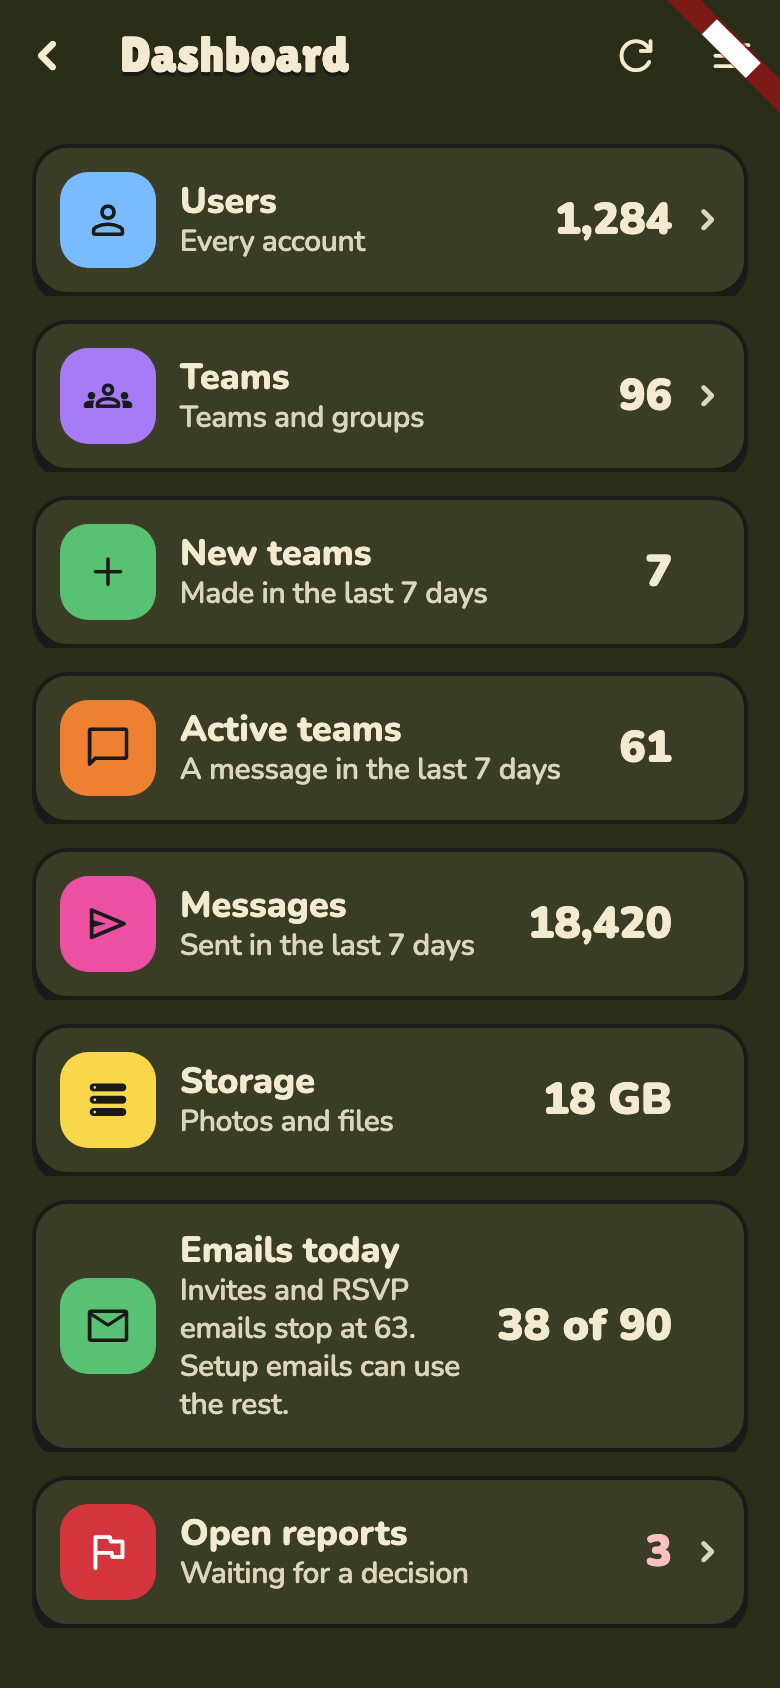 Dashboard
Users
Every account
1,284
Teams
Teams and groups
96
New teams
Made in the last 7 days
7
Active teams
A message in the last 7 days
61
Messages
Sent in the last 7 days
18,420
Storage
Photos and files
18 GB
Emails today
Invites and RSVP
emails stop at 63.
Setup emails can use
the rest.
38 of 90
Open reports
Waiting for a decision
3